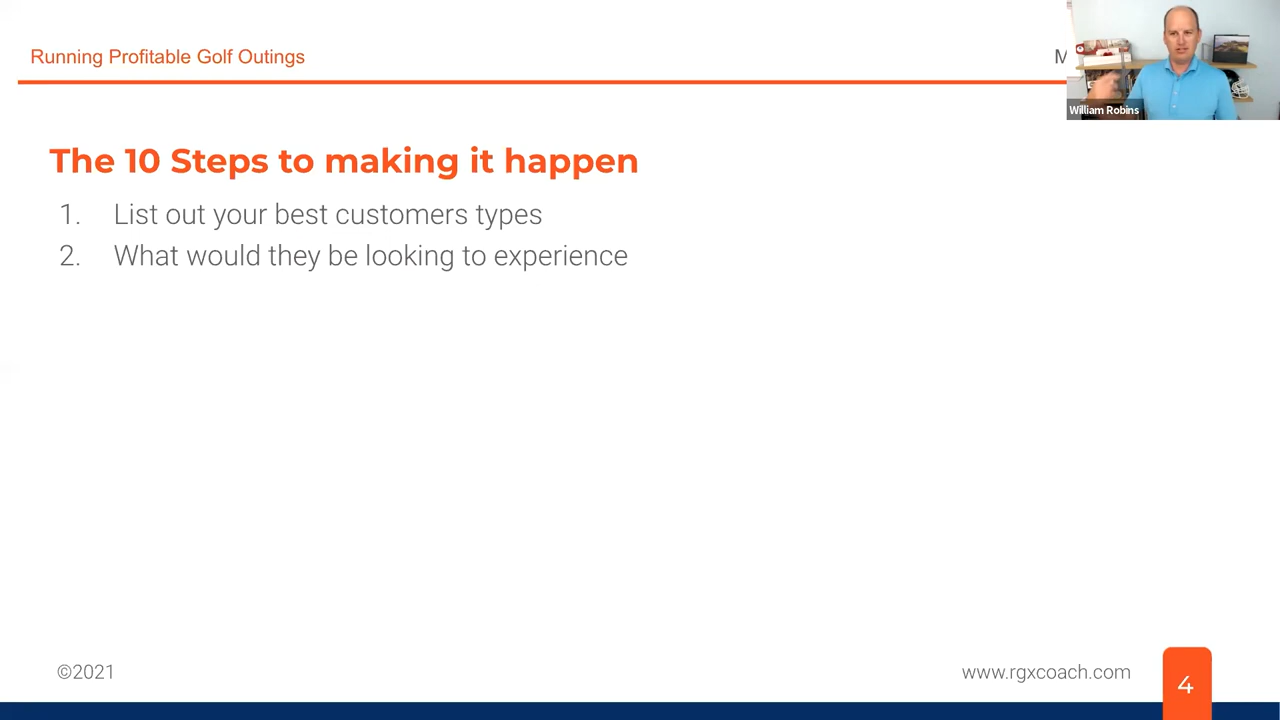 Running Profitable Golf Outings
William Robins
The 10 Steps to making it happen
1. List out your best customers types
2. What would they be looking to experience
©2021
www.rgxcoach.com
4